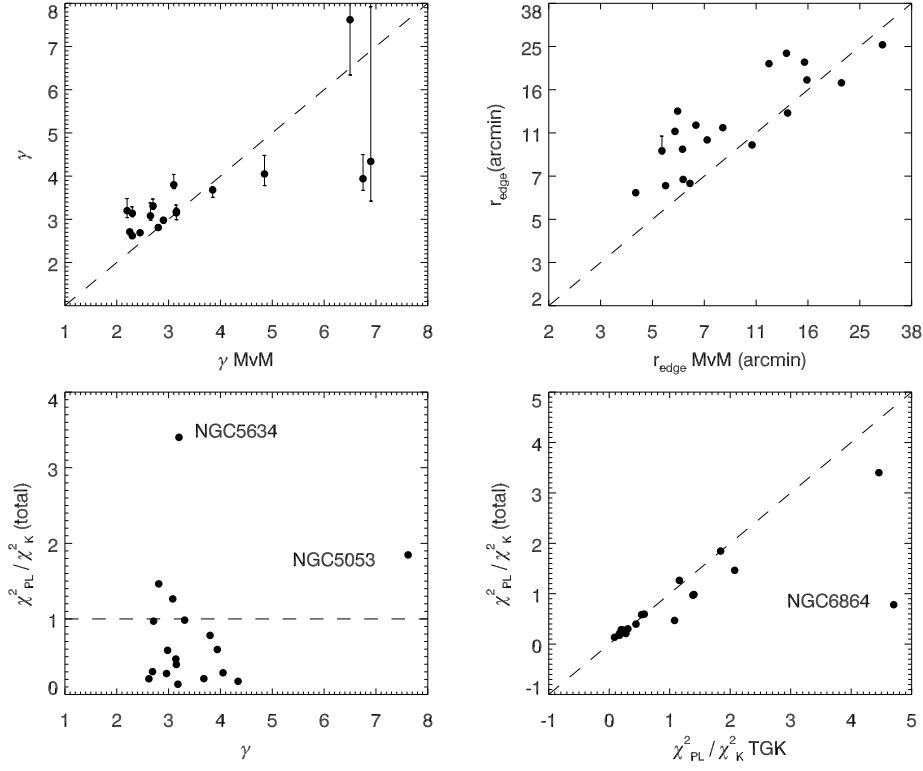 8
7
6
5
4
3
2
γ
1 2 3 4 5 6 7 8
γ MvM
38
25
16
11
7
5
3
2
r_edge (arcmin)
2 3 5 7 11 16 25 38
r_edge MvM (arcmin)
4
3
2
1
0
χ²_PL / χ²_K (total)
NGC5634
NGC5053
1 2 3 4 5 6 7 8
γ
5
4
3
2
1
0
-1
χ²_PL / χ²_K (total)
NGC6864
-1 0 1 2 3 4 5
χ²_PL / χ²_K TGK